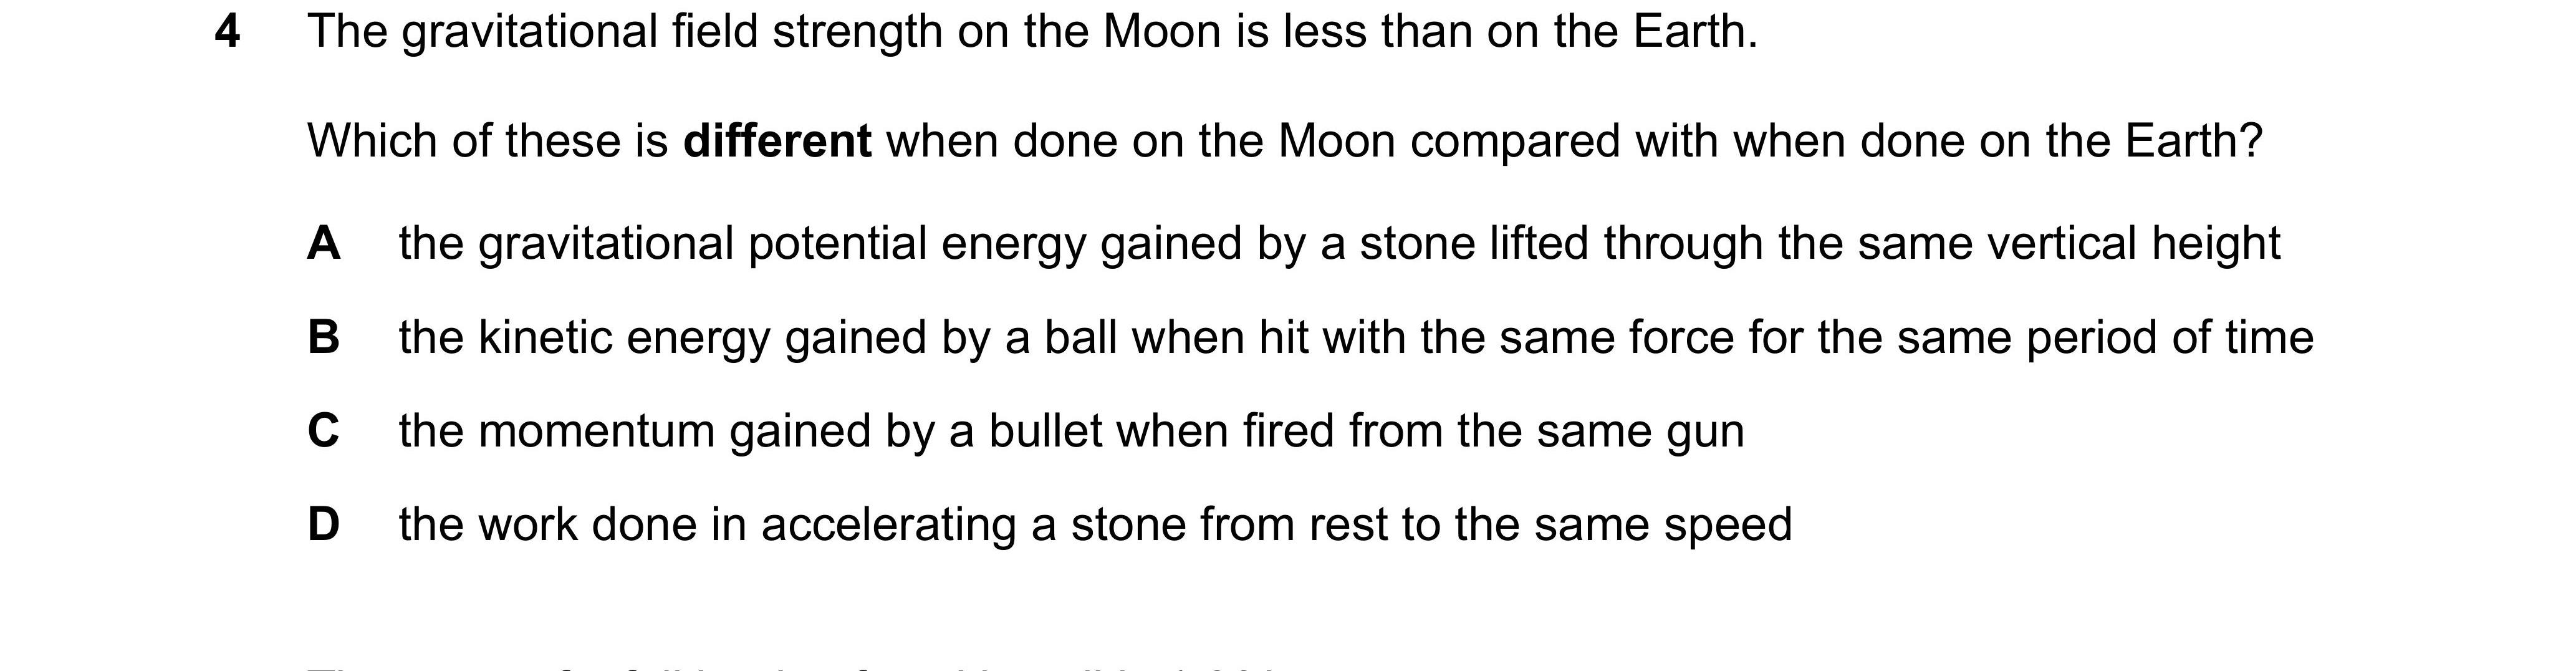 4 The gravitational field strength on the Moon is less than on the Earth.
Which of these is different when done on the Moon compared with when done on the Earth?
A the gravitational potential energy gained by a stone lifted through the same vertical height
B the kinetic energy gained by a ball when hit with the same force for the same period of time
C the momentum gained by a bullet when fired from the same gun
D the work done in accelerating a stone from rest to the same speed